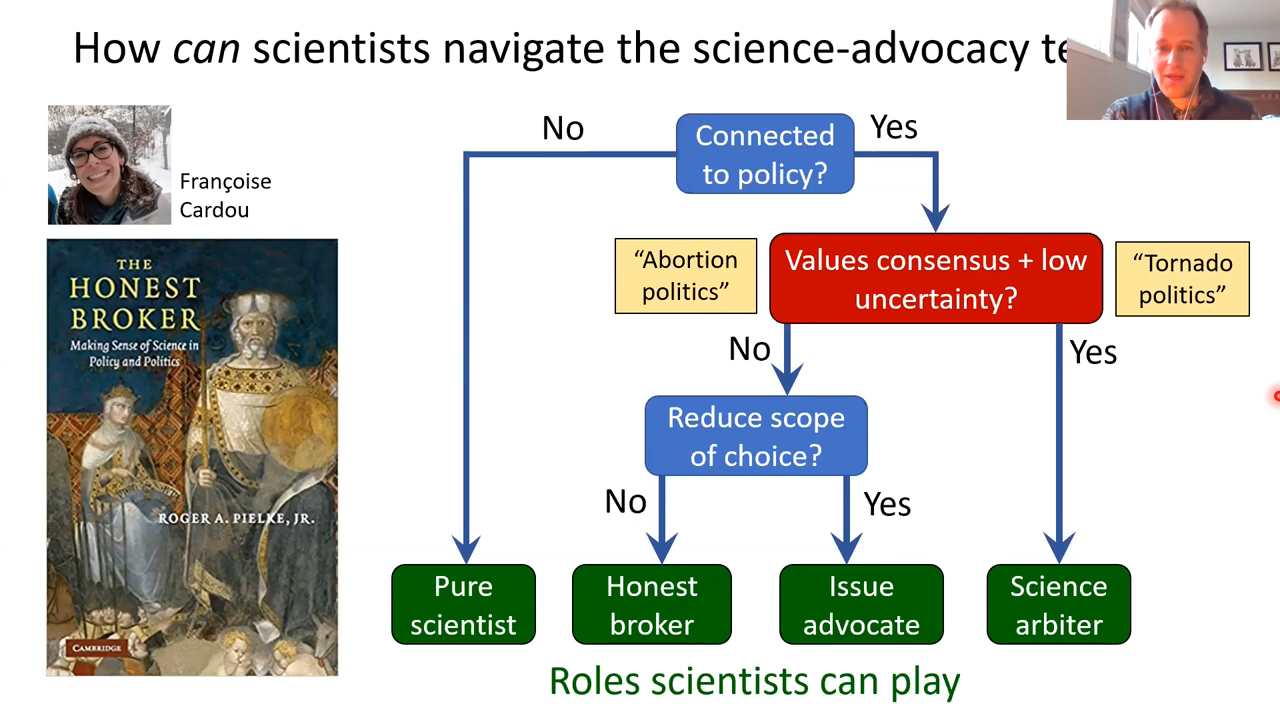 How can scientists navigate the science-advocacy te
Françoise
Cardou
THE
HONEST
BROKER
Making Sense of Science in
Policy and Politics
ROGER A. PIELKE, JR.
CAMBRIDGE
No
Connected
to policy?
Yes
“Abortion
politics”
Values consensus + low
uncertainty?
“Tornado
politics”
No
Yes
Reduce scope
of choice?
No
Yes
Pure
scientist
Honest
broker
Issue
advocate
Science
arbiter
Roles scientists can play